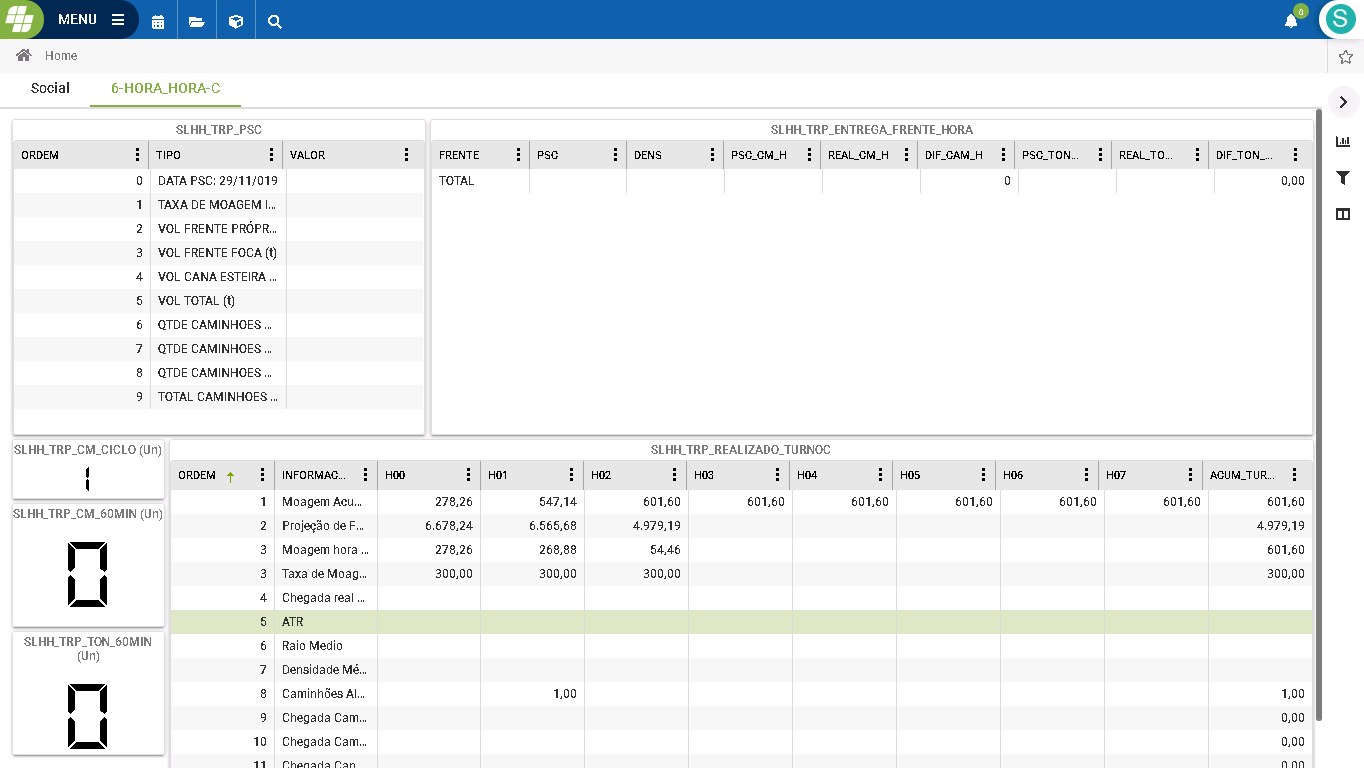 MENU
0
S
Home
Social 6-HORA_HORA-C
SLHH_TRP_PSC
ORDEM TIPO VALOR
0 DATA PSC: 29/11/019
1 TAXA DE MOAGEM I...
2 VOL FRENTE PRÓPR...
3 VOL FRENTE FOCA (t)
4 VOL CANA ESTEIRA ...
5 VOL TOTAL (t)
6 QTDE CAMINHOES ...
7 QTDE CAMINHOES ...
8 QTDE CAMINHOES ...
9 TOTAL CAMINHOES ...
SLHH_TRP_ENTREGA_FRENTE_HORA
FRENTE PSC DENS PSC_CM_H REAL_CM_H DIF_CAM_H PSC_TON... REAL_TO... DIF_TON_...
TOTAL 0 0,00
SLHH_TRP_CM_CICLO (Un)
1
SLHH_TRP_CM_60MIN (Un)
0
SLHH_TRP_TON_60MIN
(Un)
0
SLHH_TRP_REALIZADO_TURNOC
ORDEM INFORMAC... H00 H01 H02 H03 H04 H05 H06 H07 ACUM_TUR...
1 Moagem Acu... 278,26 547,14 601,60 601,60 601,60 601,60 601,60 601,60 601,60
2 Projeção de F... 6.678,24 6.565,68 4.979,19 4.979,19
3 Moagem hora ... 278,26 268,88 54,46 601,60
3 Taxa de Moag... 300,00 300,00 300,00 300,00
4 Chegada real ...
5 ATR
6 Raio Medio
7 Densidade Mé...
8 Caminhões Al... 1,00 1,00
9 Chegada Cam... 0,00
10 Chegada Cam... 0,00
11 Chegada Can... 0,00